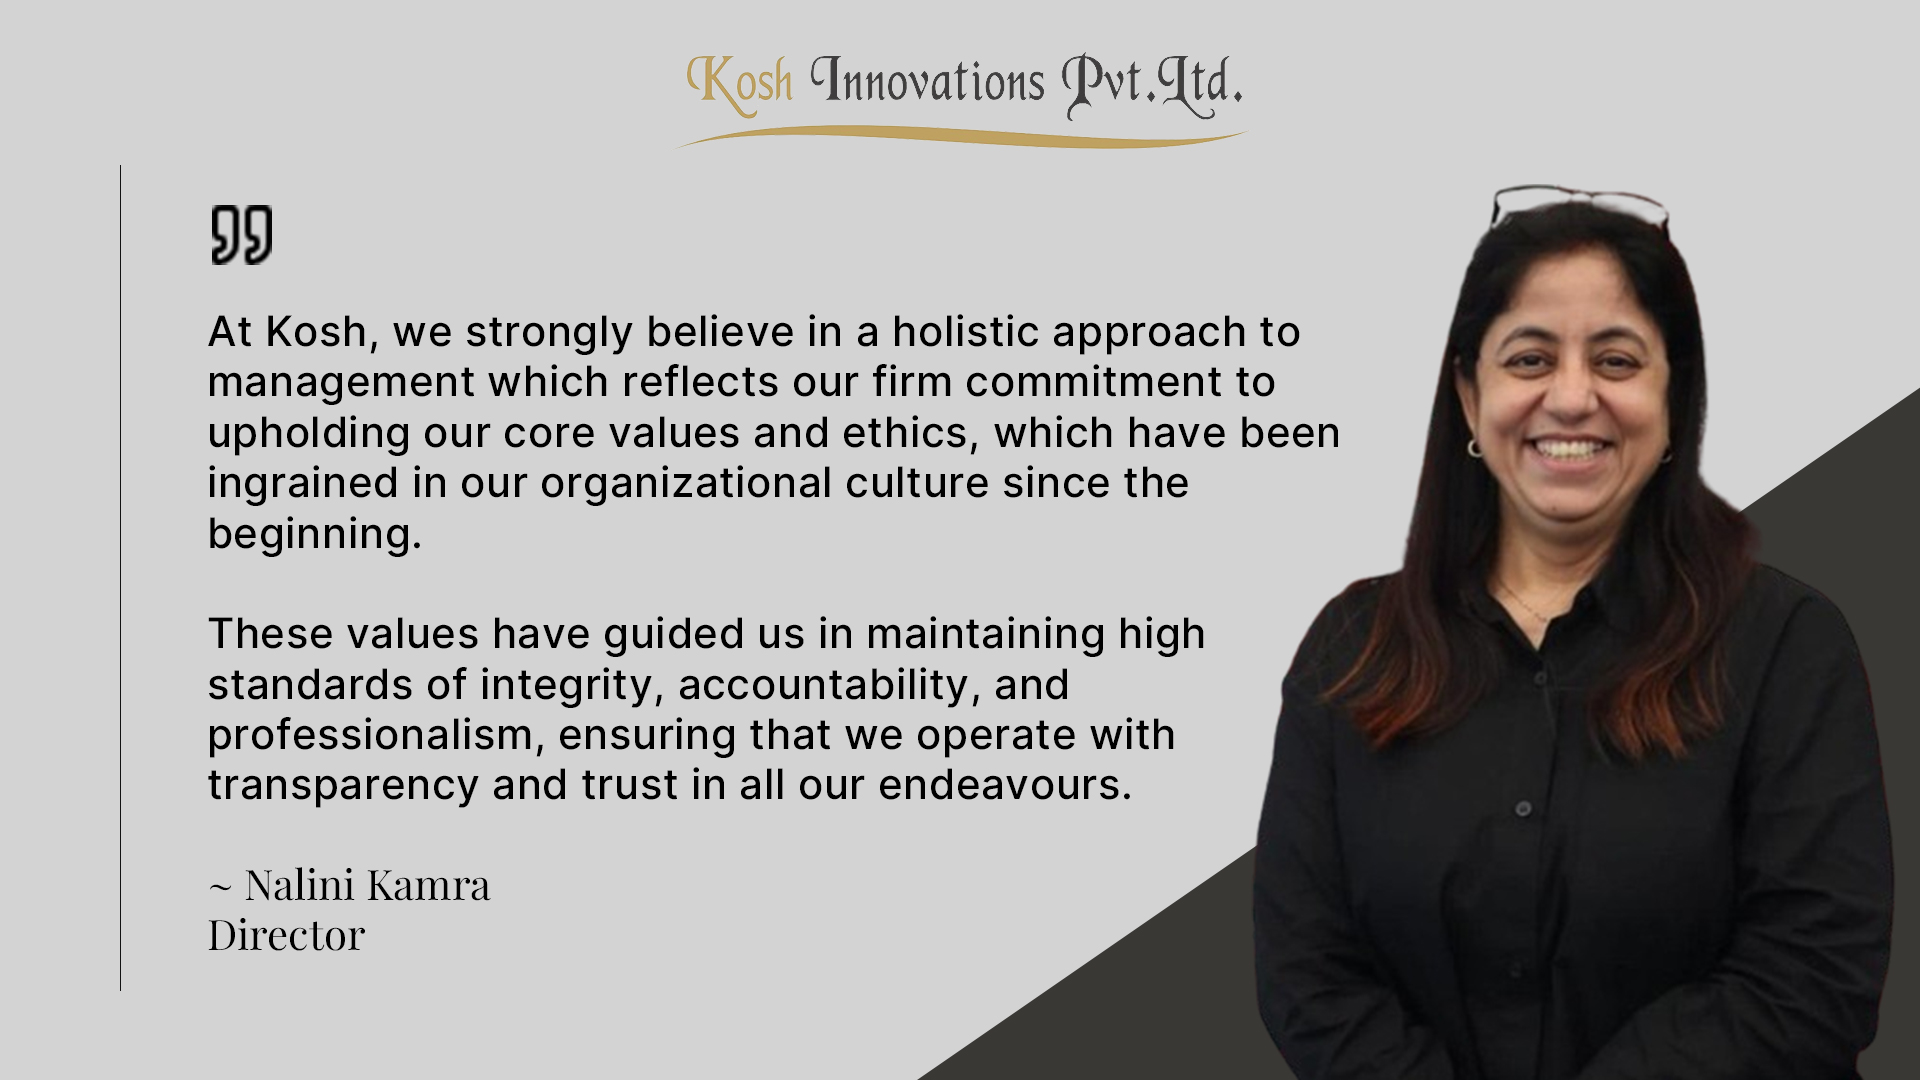 Kosh Innovations Pvt.Ltd.
At Kosh, we strongly believe in a holistic approach to
management which reflects our firm commitment to
upholding our core values and ethics, which have been
ingrained in our organizational culture since the
beginning.
These values have guided us in maintaining high
standards of integrity, accountability, and
professionalism, ensuring that we operate with
transparency and trust in all our endeavours.
~ Nalini Kamra
Director